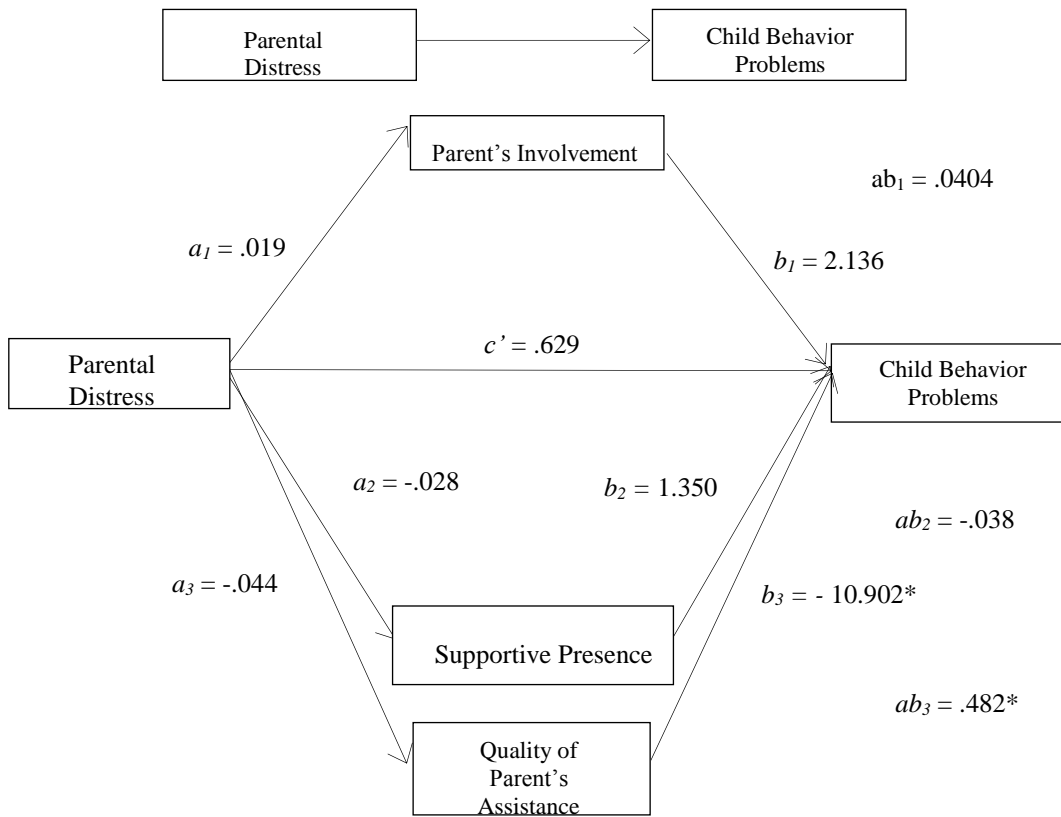 Parental
Distress
Child Behavior
Problems
Parent’s Involvement
ab1 = .0404
a1 = .019
b1 = 2.136
c’ = .629
Parental
Distress
Child Behavior
Problems
a2 = -.028
b2 = 1.350
ab2 = -.038
a3 = -.044
b3 = - 10.902*
Supportive Presence
ab3 = .482*
Quality of
Parent’s
Assistance